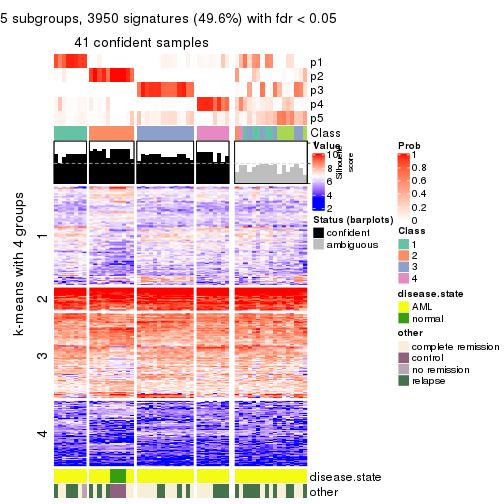 5 subgroups, 3950 signatures (49.6%) with fdr < 0.05
41 confident samples
p1
p2
p3
p4
p5
Class
k-means with 4 groups
1
2
3
4
Value
10
8
6
4
2
Silhouette
score
Status (barplots)
confident
ambiguous
Prob
1
0.8
0.6
0.4
0.2
0
Class
1
2
3
4
disease.state
AML
normal
other
complete remission
control
no remission
relapse
disease.state
other